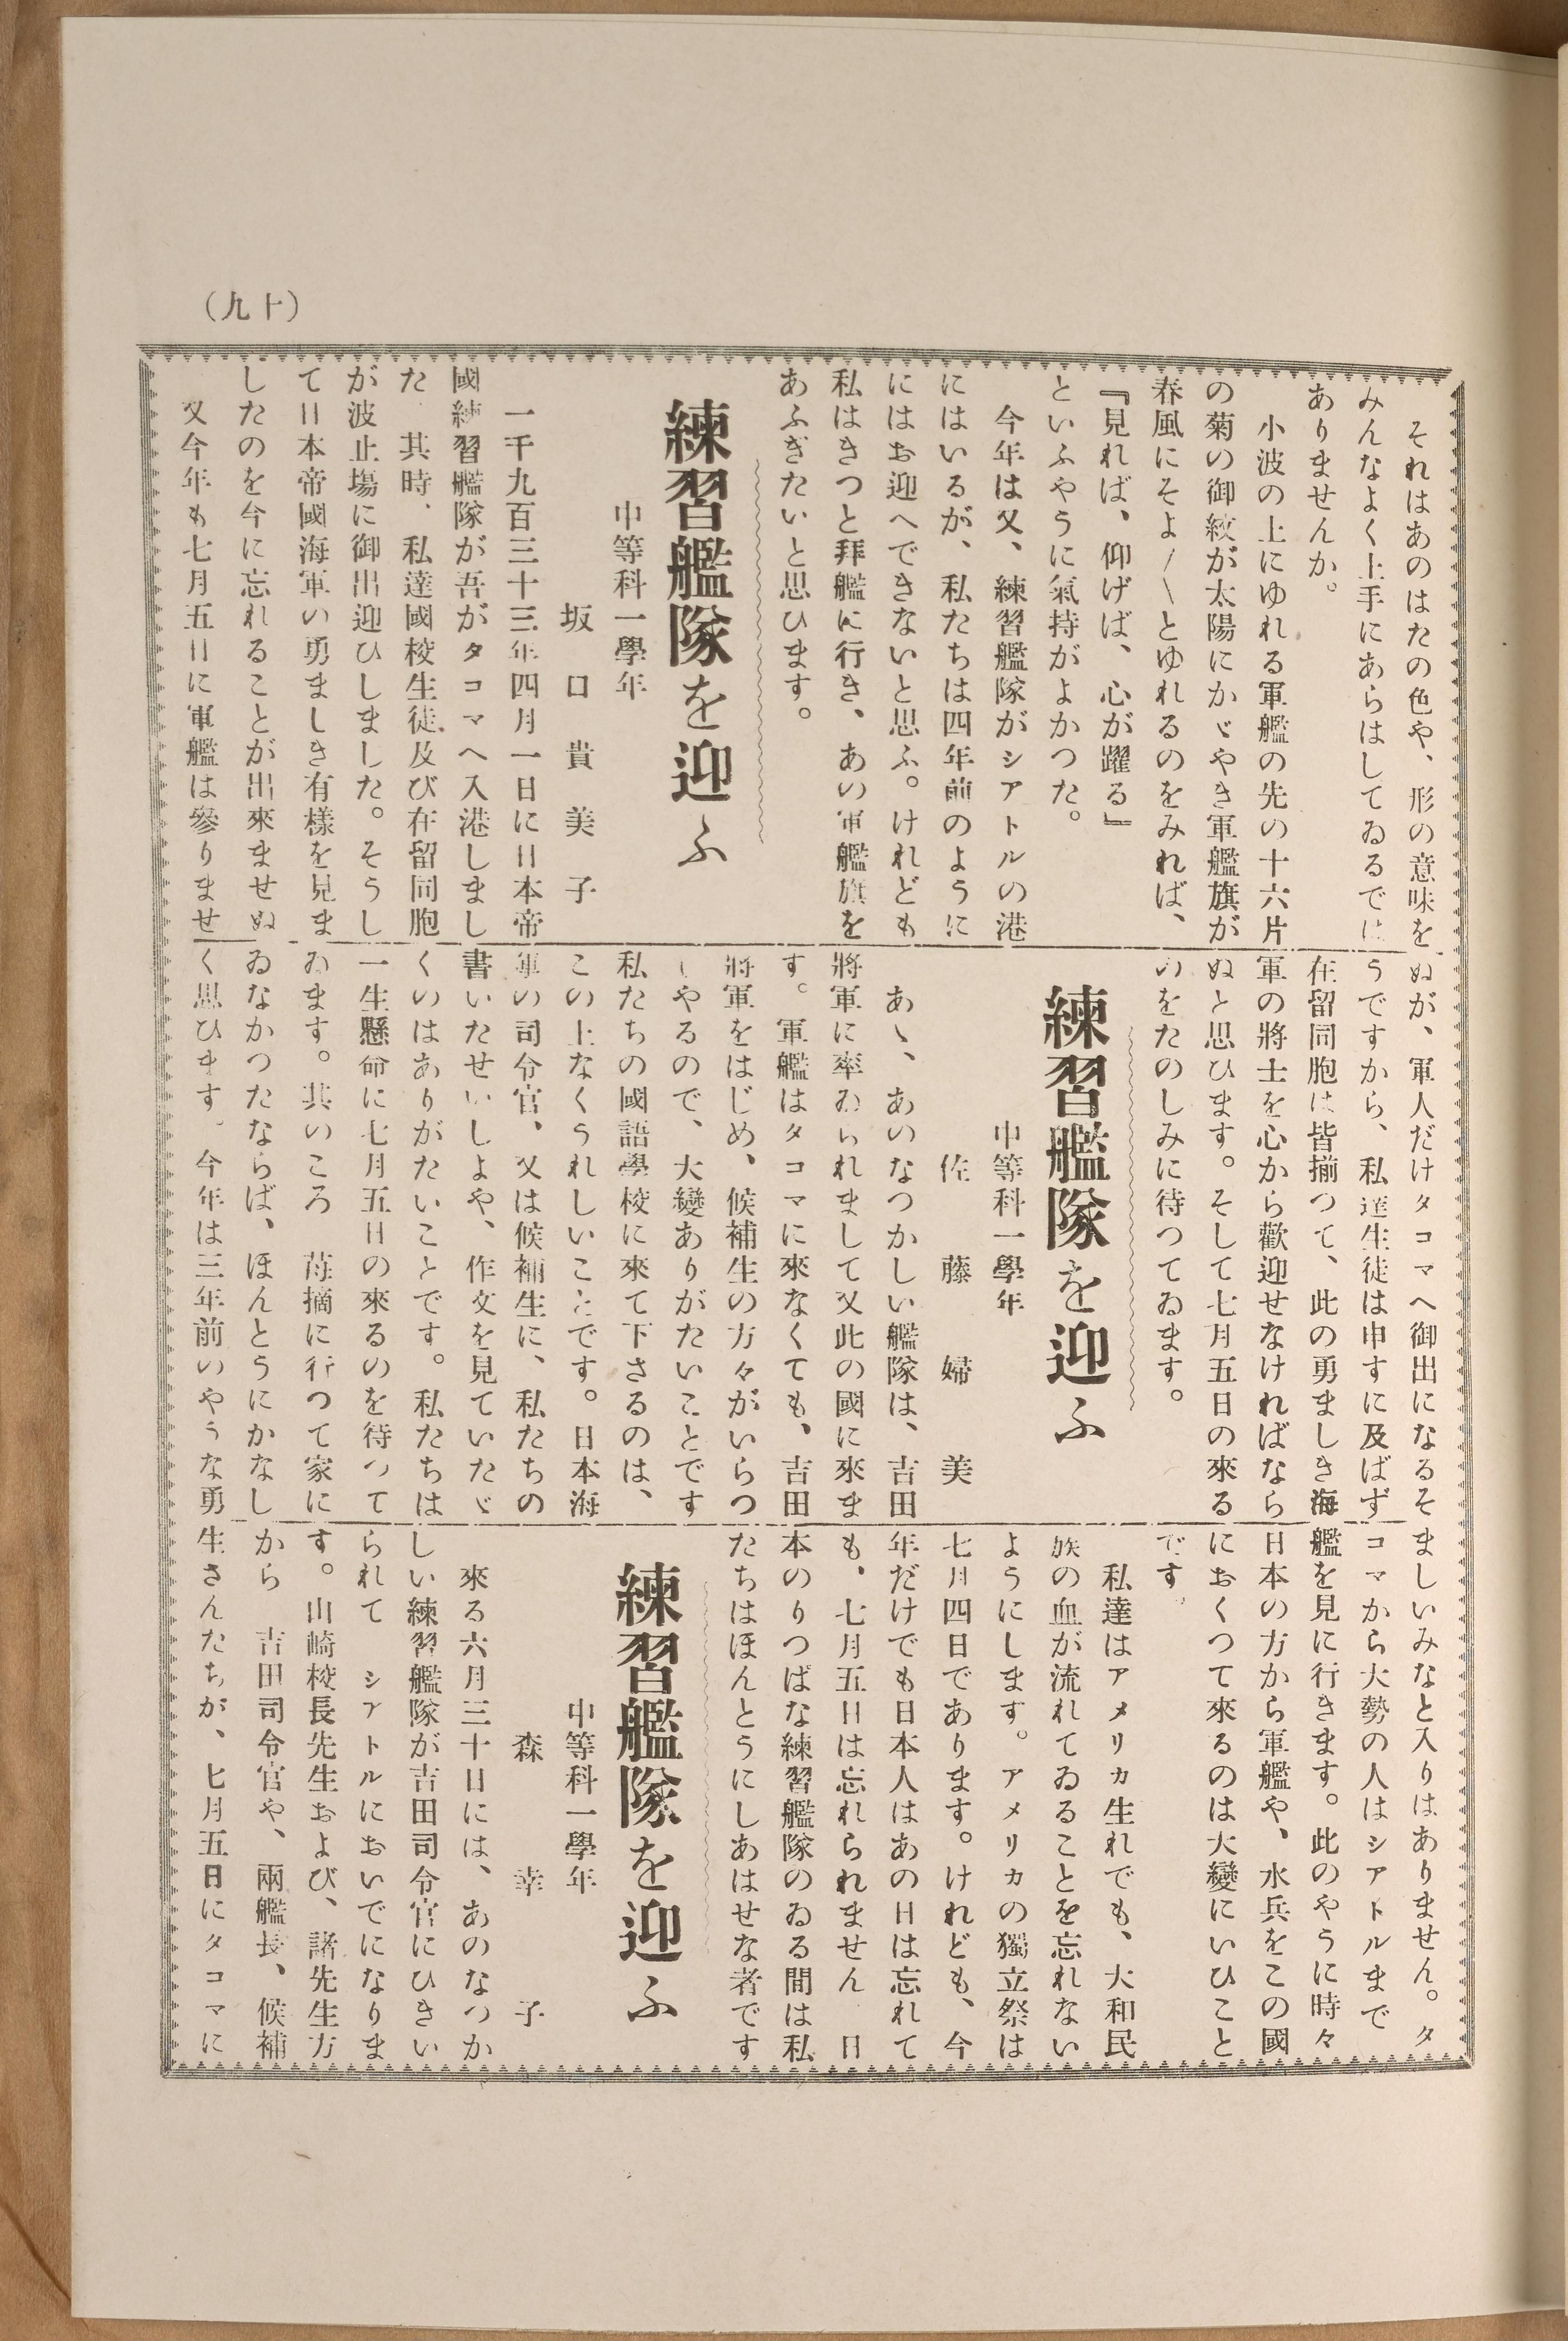 （九十）
それはあのはたの色や、形の意味を
みんなよく上手にあらはしてゐるでは
ありませんか。
小波の上にゆれる軍艦の先の十六片
の菊の御紋が太陽にかゞやき軍艦旗が
春風にそよ〳〵とゆれるのをみれば、
『見れば、仰げば、心が躍る』
といふやうに氣持がよかつた。
今年は又、練習艦隊がシアトルの港
にはいるが、私たちは四年前のように
にはお迎へできないと思ふ。けれども
私はきつと拜艦に行き、あの軍艦旗を
あふぎたいと思ひます。
練習艦隊を迎ふ
中等科一學年
坂口貴美子
一千九百三十三年四月一日に日本帝
國練習艦隊が吾がタコマへ入港しまし
た 其時、私達國校生徒及び在留同胞
が波止塲に御出迎ひしました。そうし
て日本帝國海軍の勇ましき有樣を見ま
したのを今に忘れることが出來ませぬ
又今年も七月五日に軍艦は參りませ
ぬが、軍人だけタコマへ御出になるそ
うですから、私達生徒は申すに及ばず
在留同胞は皆揃つて、此の勇ましき海
軍の將士を心から歡迎せなければなら
ぬと思ひます。そして七月五日の來る
のをたのしみに待つてゐます。
練習艦隊を迎ふ
中等科一學年
佐藤婦美
あゝ、あのなつかしい艦隊は、吉田
將軍に率ゐられまして又此の國に來ま
す。軍艦はタコマに來なくても、吉田
將軍をはじめ、候補生の方々がいらつ
しやるので、大變ありがたいことです
私たちの國語學校に來て下さるのは、
この上なくうれしいことです。日本海
軍の司令官、又は候補生に、私たちの
書いたせいしよや、作文を見ていたゞ
くのはありがたいことです。私たちは
一生懸命に七月五日の來るのを待つて
ゐます。其のころ 苺摘に行つて家に
ゐなかつたならば、ほんとうにかなし
く思ひます。今年は三年前のやうな勇
ましいみなと入りはありません。タ
コマから大勢の人はシアトルまで
艦を見に行きます。此のやうに時々
日本の方から軍艦や、水兵をこの國
におくつて來るのは大變にいひこと
です。
私達はアメリカ生れでも、大和民
族の血が流れてゐることを忘れない
ようにします。アメリカの獨立祭は
七月四日であります。けれども、今
年だけでも日本人はあの日は忘れて
も、七月五日は忘れられません 日
本のりつぱな練習艦隊のゐる間は私
たちはほんとうにしあはせな者です
練習艦隊を迎ふ
中等科一學年
森幸子
來る六月三十日には、あのなつか
しい練習艦隊が吉田司令官にひきい
られて シアトルにおいでになりま
す。山崎校長先生および、諸先生方
から 吉田司令官や、兩艦長、候補
生さんたちが、七月五日にタコマに